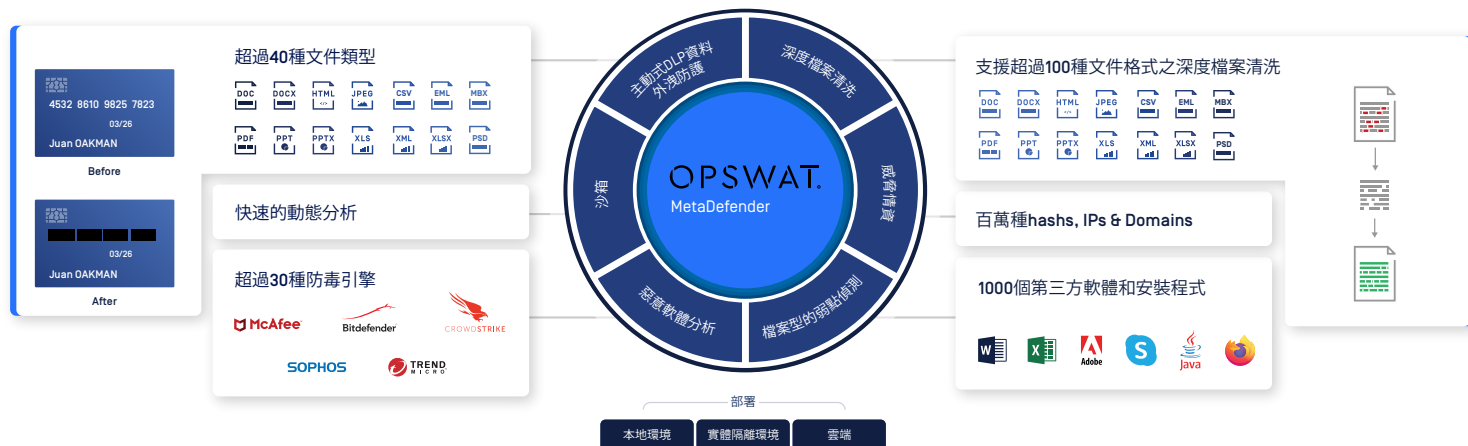 4532 8610 9825 7823
03/26
Juan OAKMAN
Before
03/26
Juan OAKMAN
After
超過40種文件類型
DOC DOCX HTML JPEG CSV EML MBX
PDF PPT PPTX XLS XML XLSX PSD
快速的動態分析
超過30種防毒引擎
McAfee Bitdefender CROWDSTRIKE
SOPHOS TREND MICRO
主動式DLP資料
外洩防護
深度檔案清洗
沙箱
威脅情資
惡意軟體分析
檔案型的弱點偵測
OPSWAT.
MetaDefender
支援超過100種文件格式之深度檔案清洗
DOC DOCX HTML JPEG CSV EML MBX
PDF PPT PPTX XLS XML XLSX PSD
百萬種hashs, IPs & Domains
1000個第三方軟體和安裝程式
W X Adobe S Java
部署
本地環境 實體隔離環境 雲端